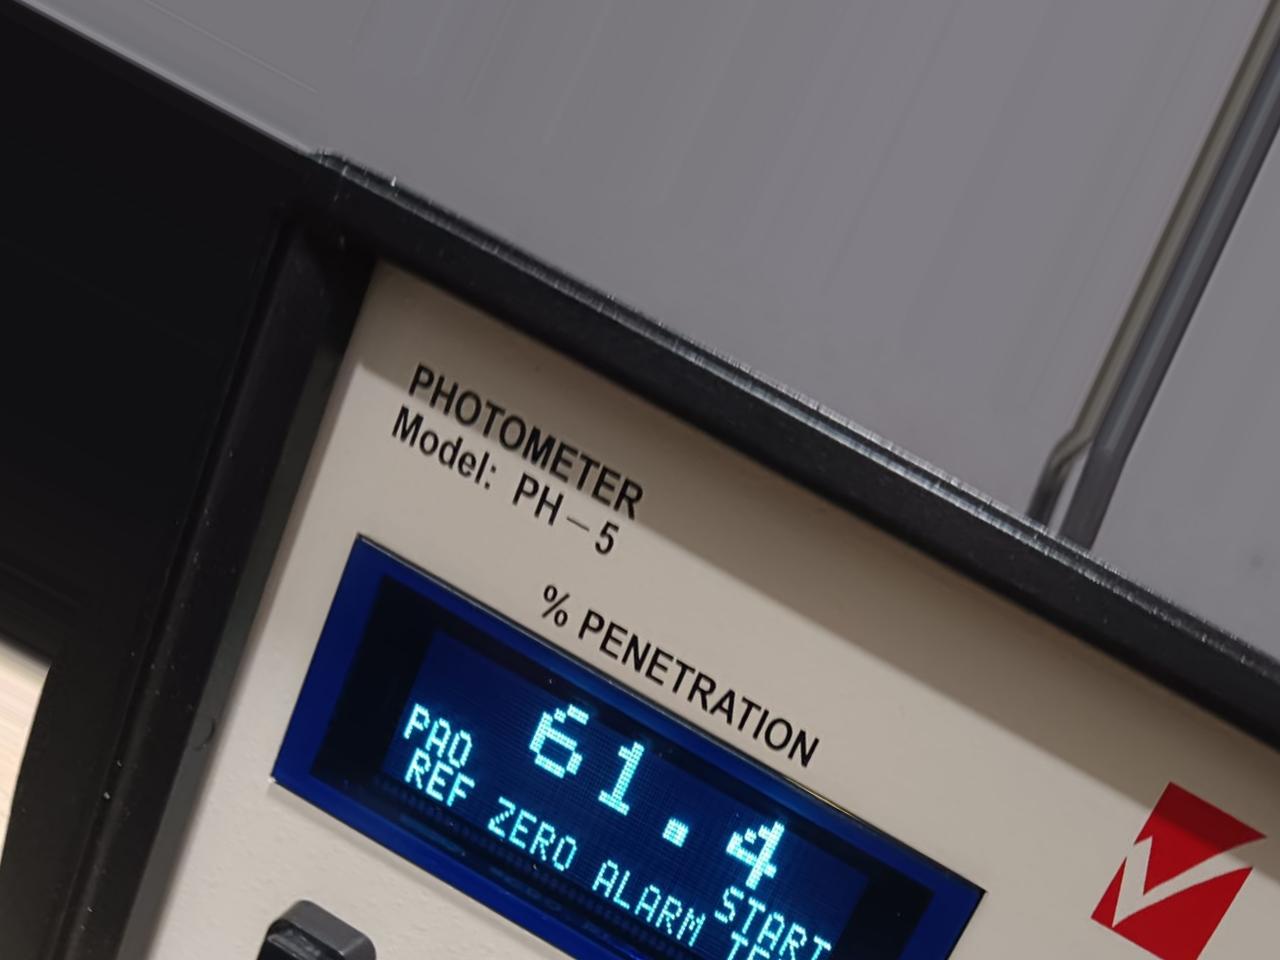 PHOTOMETER
Model: PH-5
% PENETRATION
61.4
PAO START
REF ZERO ALARM